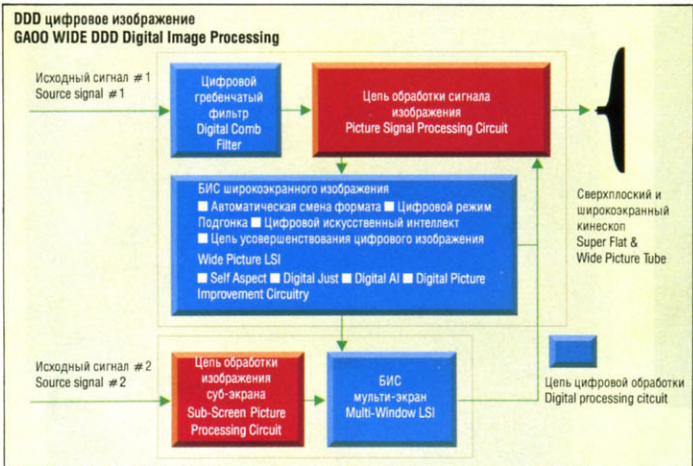 DDD цифровое изображение
GAOO WIDE DDD Digital Image Processing
Исходный сигнал #1
Source signal #1
Цифровой
гребенчатый
фильтр
Digital Comb
Filter
Цепь обработки сигнала
изображения
Picture Signal Processing Circuit
БИС широкоэкранного изображения
■ Автоматическая смена формата ■ Цифровой режим
Подгонка ■ Цифровой искусственный интеллект
■ Цепь усовершенствования цифрового изображения
Wide Picture LSI
■ Self Aspect ■ Digital Just ■ Digital AI ■ Digital Picture
Improvement Circuitry
Сверхплоский и
широкоэкранный
кинескоп
Super Flat &
Wide Picture Tube
Исходный сигнал #2
Source signal #2
Цепь обработки
изображения
суб-экрана
Sub-Screen Picture
Processing Circuit
БИС
мульти-экран
Multi-Window LSI
Цепь цифровой обработки
Digital processing citcuit